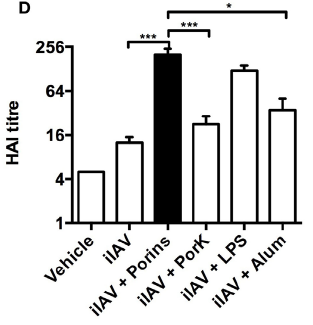 D
*
***
***
HAI titre
256
64
16
4
1
Vehicle
iIAV
iIAV + Porins
iIAV + PorK
iIAV + LPS
iIAV + Alum